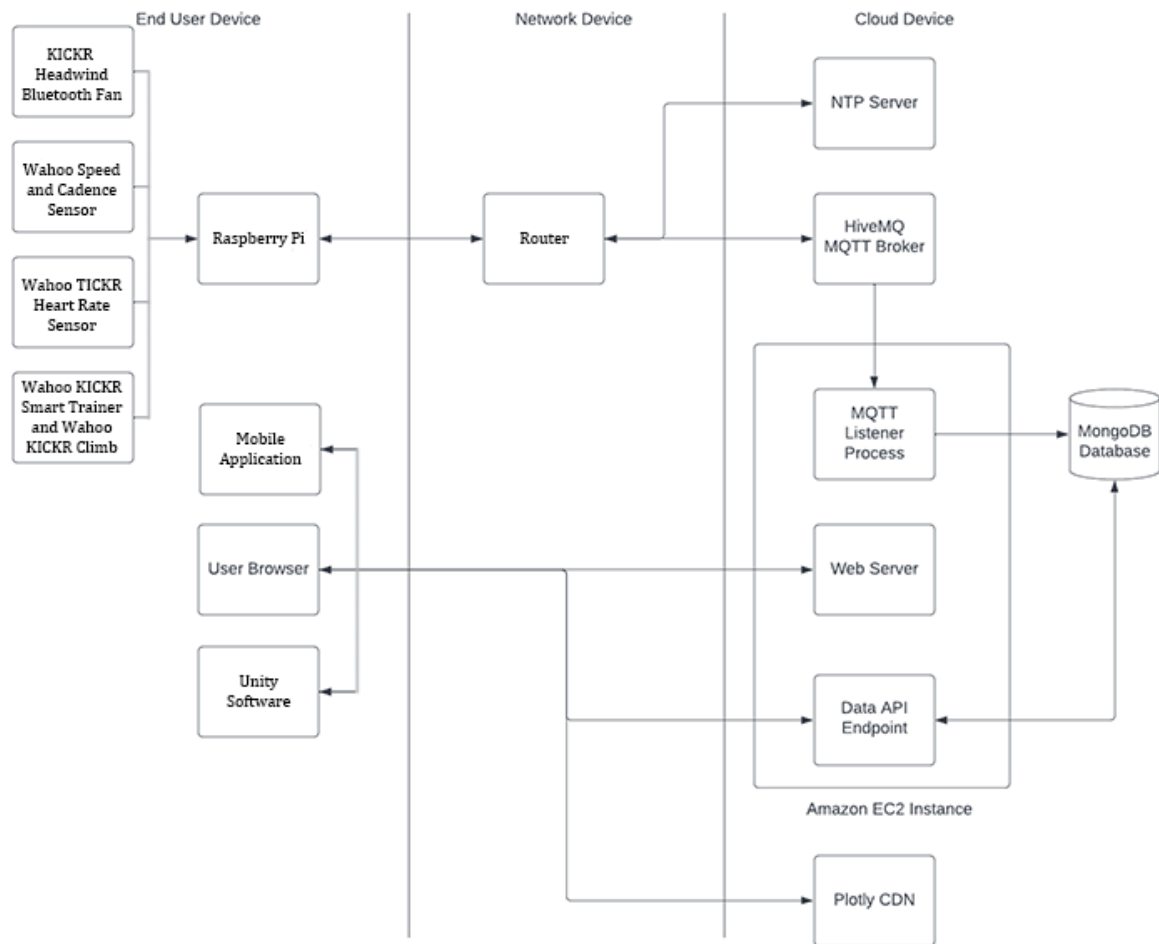 End User Device
Network Device
Cloud Device
KICKR
Headwind
Bluetooth Fan
Wahoo Speed
and Cadence
Sensor
Wahoo TICKR
Heart Rate
Sensor
Wahoo KICKR
Smart Trainer
and Wahoo
KICKR Climb
Raspberry Pi
Mobile
Application
User Browser
Unity
Software
Router
NTP Server
HiveMQ
MQTT Broker
MQTT
Listener
Process
MongoDB
Database
Web Server
Data API
Endpoint
Amazon EC2 Instance
Plotly CDN